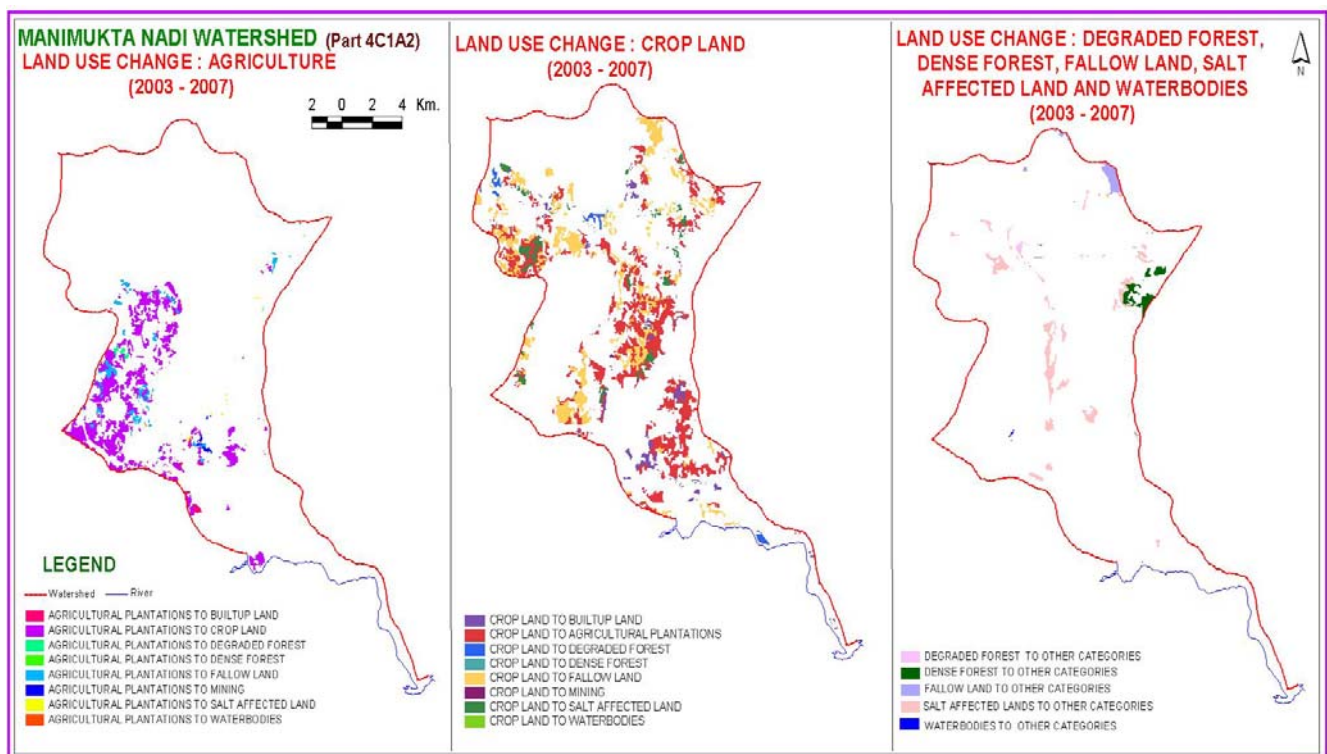 MANIMUKTA NADI WATERSHED (Part 4C1A2)
LAND USE CHANGE : AGRICULTURE
(2003 - 2007)
2 0 2 4 Km.
LEGEND
Watershed River
AGRICULTURAL PLANTATIONS TO BUILTUP LAND
AGRICULTURAL PLANTATIONS TO CROP LAND
AGRICULTURAL PLANTATIONS TO DEGRADED FOREST
AGRICULTURAL PLANTATIONS TO DENSE FOREST
AGRICULTURAL PLANTATIONS TO FALLOW LAND
AGRICULTURAL PLANTATIONS TO MINING
AGRICULTURAL PLANTATIONS TO SALT AFFECTED LAND
AGRICULTURAL PLANTATIONS TO WATERBODIES
LAND USE CHANGE : CROP LAND
(2003 - 2007)
CROP LAND TO BUILTUP LAND
CROP LAND TO AGRICULTURAL PLANTATIONS
CROP LAND TO DEGRADED FOREST
CROP LAND TO DENSE FOREST
CROP LAND TO FALLOW LAND
CROP LAND TO MINING
CROP LAND TO SALT AFFECTED LAND
CROP LAND TO WATERBODIES
LAND USE CHANGE : DEGRADED FOREST,
DENSE FOREST, FALLOW LAND, SALT
AFFECTED LAND AND WATERBODIES
(2003 - 2007)
N
DEGRADED FOREST TO OTHER CATEGORIES
DENSE FOREST TO OTHER CATEGORIES
FALLOW LAND TO OTHER CATEGORIES
SALT AFFECTED LANDS TO OTHER CATEGORIES
WATERBODIES TO OTHER CATEGORIES